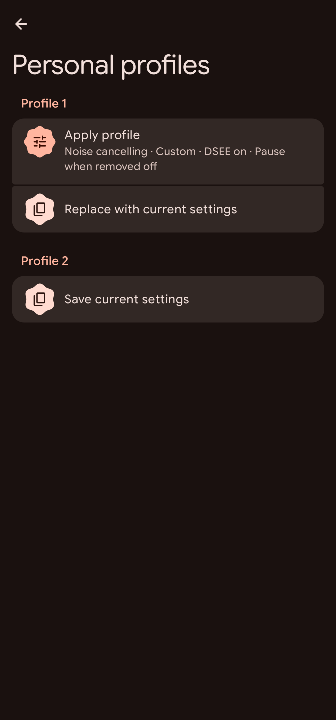 Personal profiles
Profile 1
Apply profile
Noise cancelling · Custom · DSEE on · Pause
when removed off
Replace with current settings
Profile 2
Save current settings